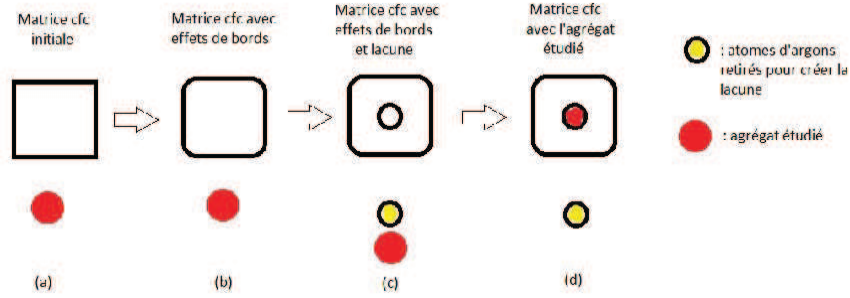 Matrice cfc
initiale
Matrice cfc avec
effets de bords
Matrice cfc avec
effets de bords
et lacune
Matrice cfc
avec l'agrégat
étudié
: atomes d'argons
retirés pour créer la
lacune
: agrégat étudié
(a)
(b)
(c)
(d)